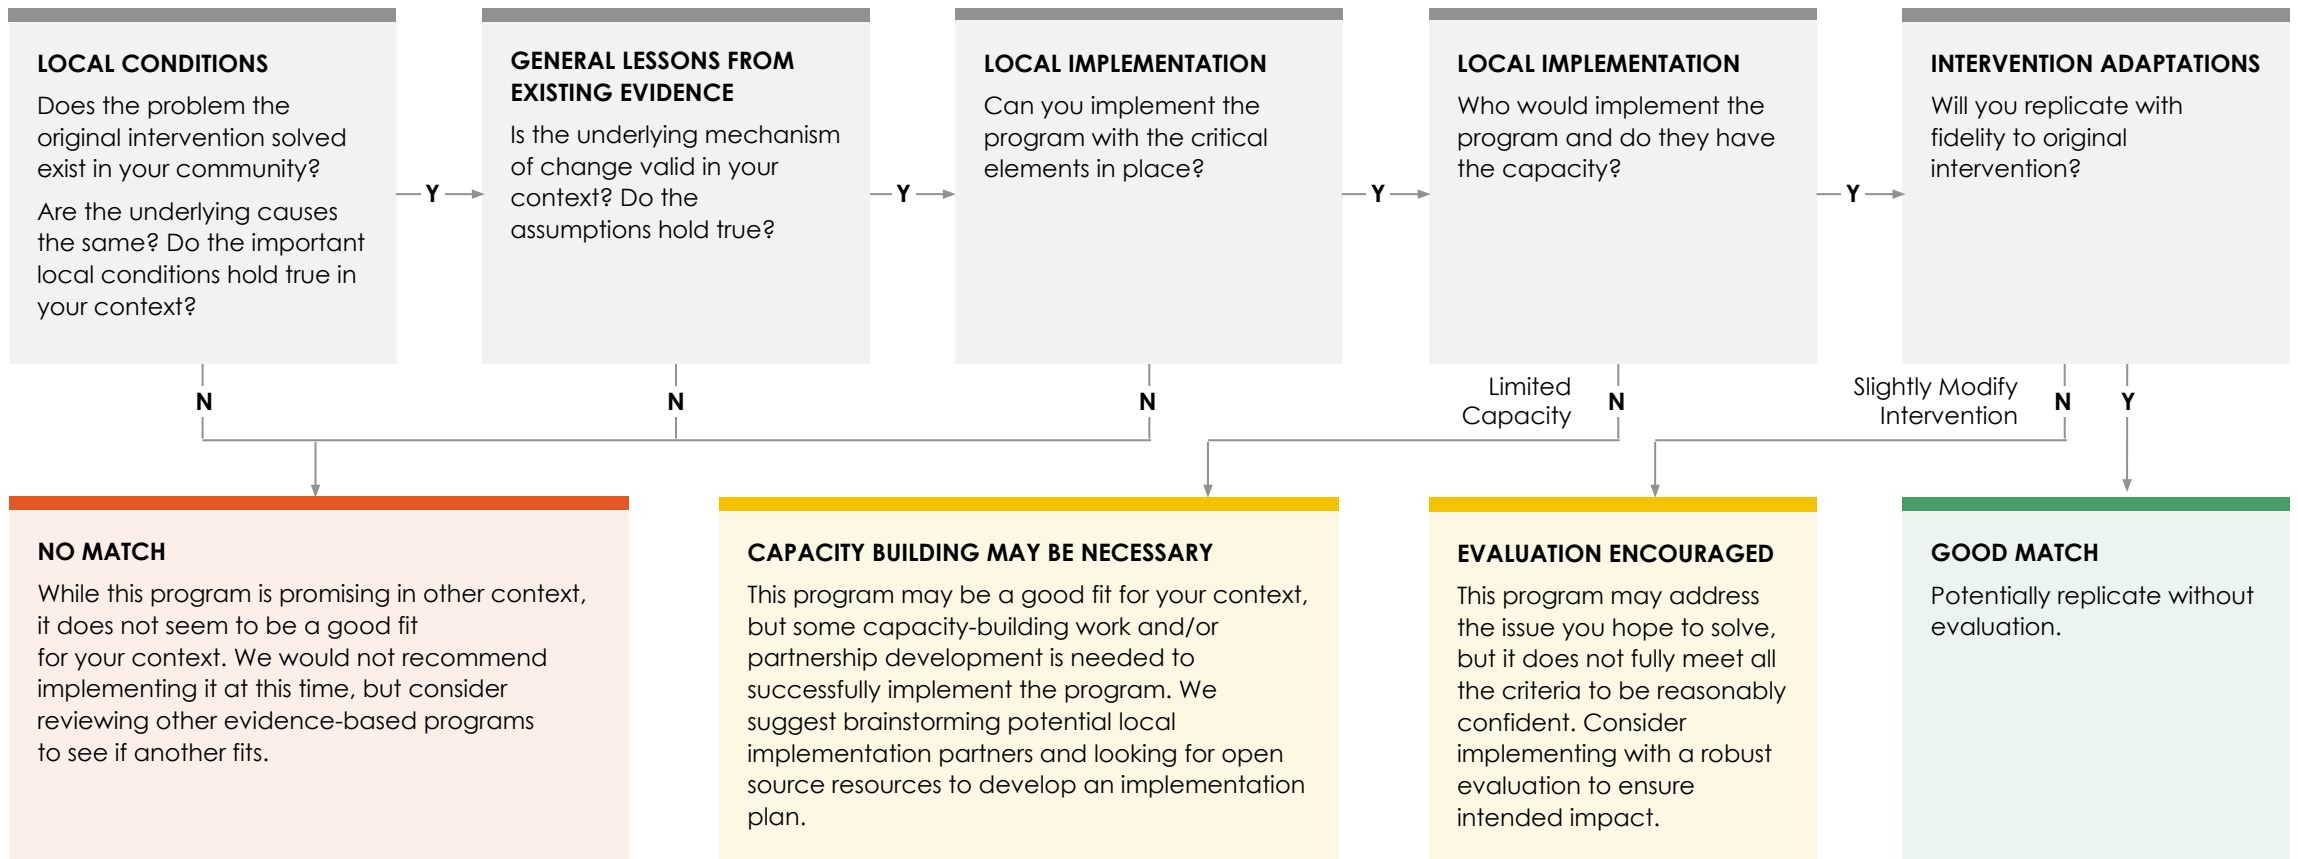 LOCAL CONDITIONS
Does the problem the
original intervention solved
exist in your community?
Are the underlying causes
the same? Do the important
local conditions hold true in
your context?
Y
GENERAL LESSONS FROM
EXISTING EVIDENCE
Is the underlying mechanism
of change valid in your
context? Do the
assumptions hold true?
Y
LOCAL IMPLEMENTATION
Can you implement the
program with the critical
elements in place?
Y
LOCAL IMPLEMENTATION
Who would implement the
program and do they have
the capacity?
Y
INTERVENTION ADAPTATIONS
Will you replicate with
fidelity to original
intervention?
N
N
N
Limited
Capacity
N
Slightly Modify
Intervention
N
Y
NO MATCH
While this program is promising in other context,
it does not seem to be a good fit
for your context. We would not recommend
implementing it at this time, but consider
reviewing other evidence-based programs
to see if another fits.
CAPACITY BUILDING MAY BE NECESSARY
This program may be a good fit for your context,
but some capacity-building work and/or
partnership development is needed to
successfully implement the program. We
suggest brainstorming potential local
implementation partners and looking for open
source resources to develop an implementation
plan.
EVALUATION ENCOURAGED
This program may address
the issue you hope to solve,
but it does not fully meet all
the criteria to be reasonably
confident. Consider
implementing with a robust
evaluation to ensure
intended impact.
GOOD MATCH
Potentially replicate without
evaluation.